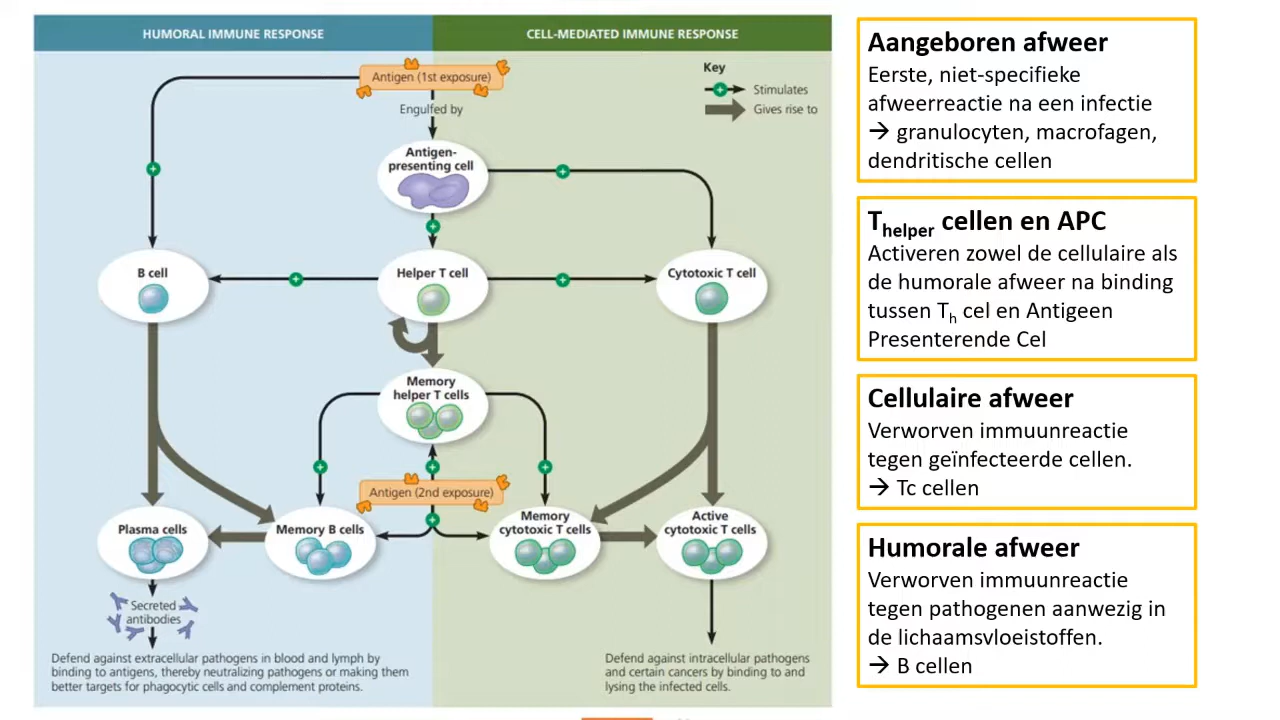 HUMORAL IMMUNE RESPONSE
CELL-MEDIATED IMMUNE RESPONSE
Antigen (1st exposure)
Engulfed by
Key
Stimulates
Gives rise to
Antigen-
presenting cell
B cell
Helper T cell
Cytotoxic T cell
Memory
helper T cells
Antigen (2nd exposure)
Plasma cells
Memory B cells
Memory
cytotoxic T cells
Active
cytotoxic T cells
Secreted
antibodies
Defend against extracellular pathogens in blood and lymph by
binding to antigens, thereby neutralizing pathogens or making them
better targets for phagocytic cells and complement proteins.
Defend against intracellular pathogens
and certain cancers by binding to and
lysing the infected cells.
Aangeboren afweer
Eerste, niet-specifieke
afweerreactie na een infectie
→ granulocyten, macrofagen,
dendritische cellen
Thelper cellen en APC
Activeren zowel de cellulaire als
de humorale afweer na binding
tussen Th cel en Antigeen
Presenterende Cel
Cellulaire afweer
Verworven immuunreactie
tegen geïnfecteerde cellen.
→ Tc cellen
Humorale afweer
Verworven immuunreactie
tegen pathogenen aanwezig in
de lichaamsvloeistoffen.
→ B cellen